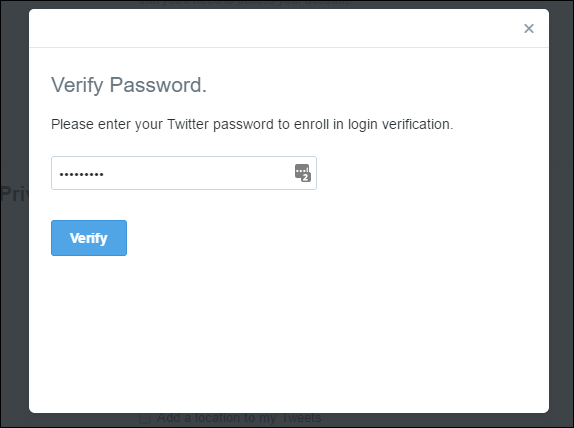 ×
Verify Password.
Please enter your Twitter password to enroll in login verification.
•••••••••
2
Verify
Priv
Add a location to my Tweets